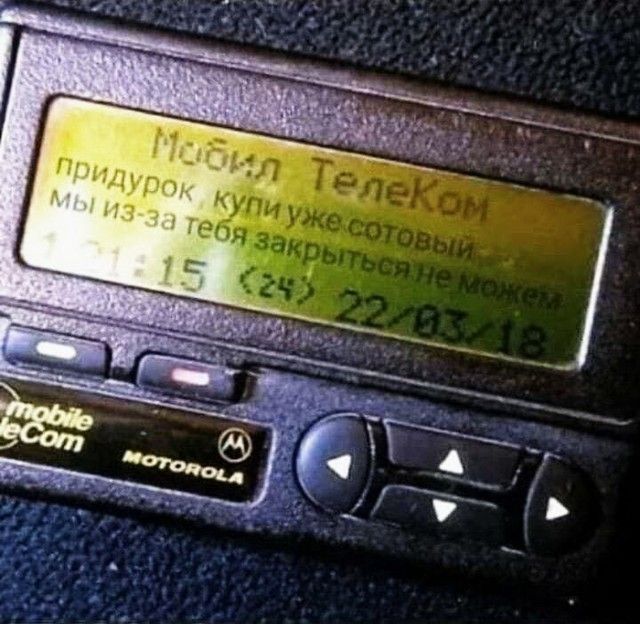 Мобил ТелеКом
придурок, купи уже сотовый
мы из-за тебя закрыться не можем
:15 (24) 22/03/18
mobile
eCom
MOTOROLA